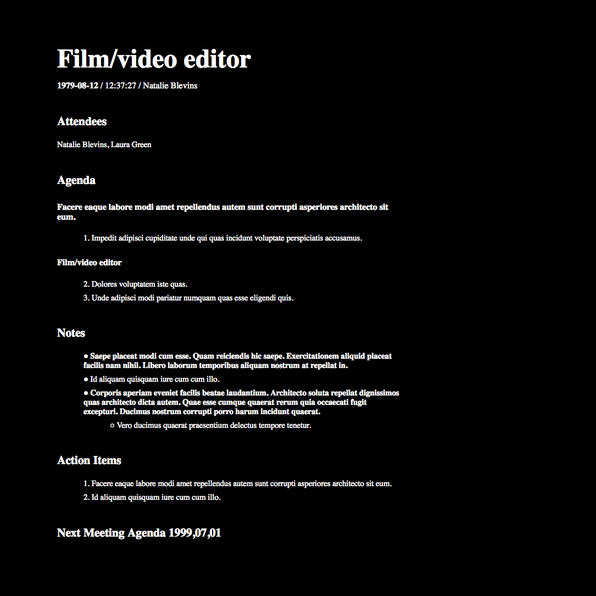 Film/video editor
1979-08-12 / 12:37:27 / Natalie Blevins
Attendees
Natalie Blevins, Laura Green
Agenda
Facere eaque labore modi amet repellendus autem sunt corrupti asperiores architecto sit
eum.
1. Impedit adipisci cupiditate unde qui quas incidunt voluptate perspiciatis accusamus.
Film/video editor
2. Dolores voluptatem iste quas.
3. Unde adipisci modi pariatur numquam quas esse eligendi quis.
Notes
● Saepe placeat modi cum esse. Quam reiciendis hic saepe. Exercitationem aliquid placeat
facilis nam nihil. Libero laborum temporibus aliquam nostrum at repellat in.
● Id aliquam quisquam iure cum cum illo.
● Corporis aperiam eveniet facilis beatae laudantium. Architecto soluta repellat dignissimos
quas architecto dicta autem. Quae esse cumque quaerat rerum quia occaecati fugit
excepturi. Ducimus nostrum corrupti porro harum incidunt quaerat.
○ Vero ducimus quaerat praesentium delectus tempore tenetur.
Action Items
1. Facere eaque labore modi amet repellendus autem sunt corrupti asperiores architecto sit eum.
2. Id aliquam quisquam iure cum cum illo.
Next Meeting Agenda 1999,07,01